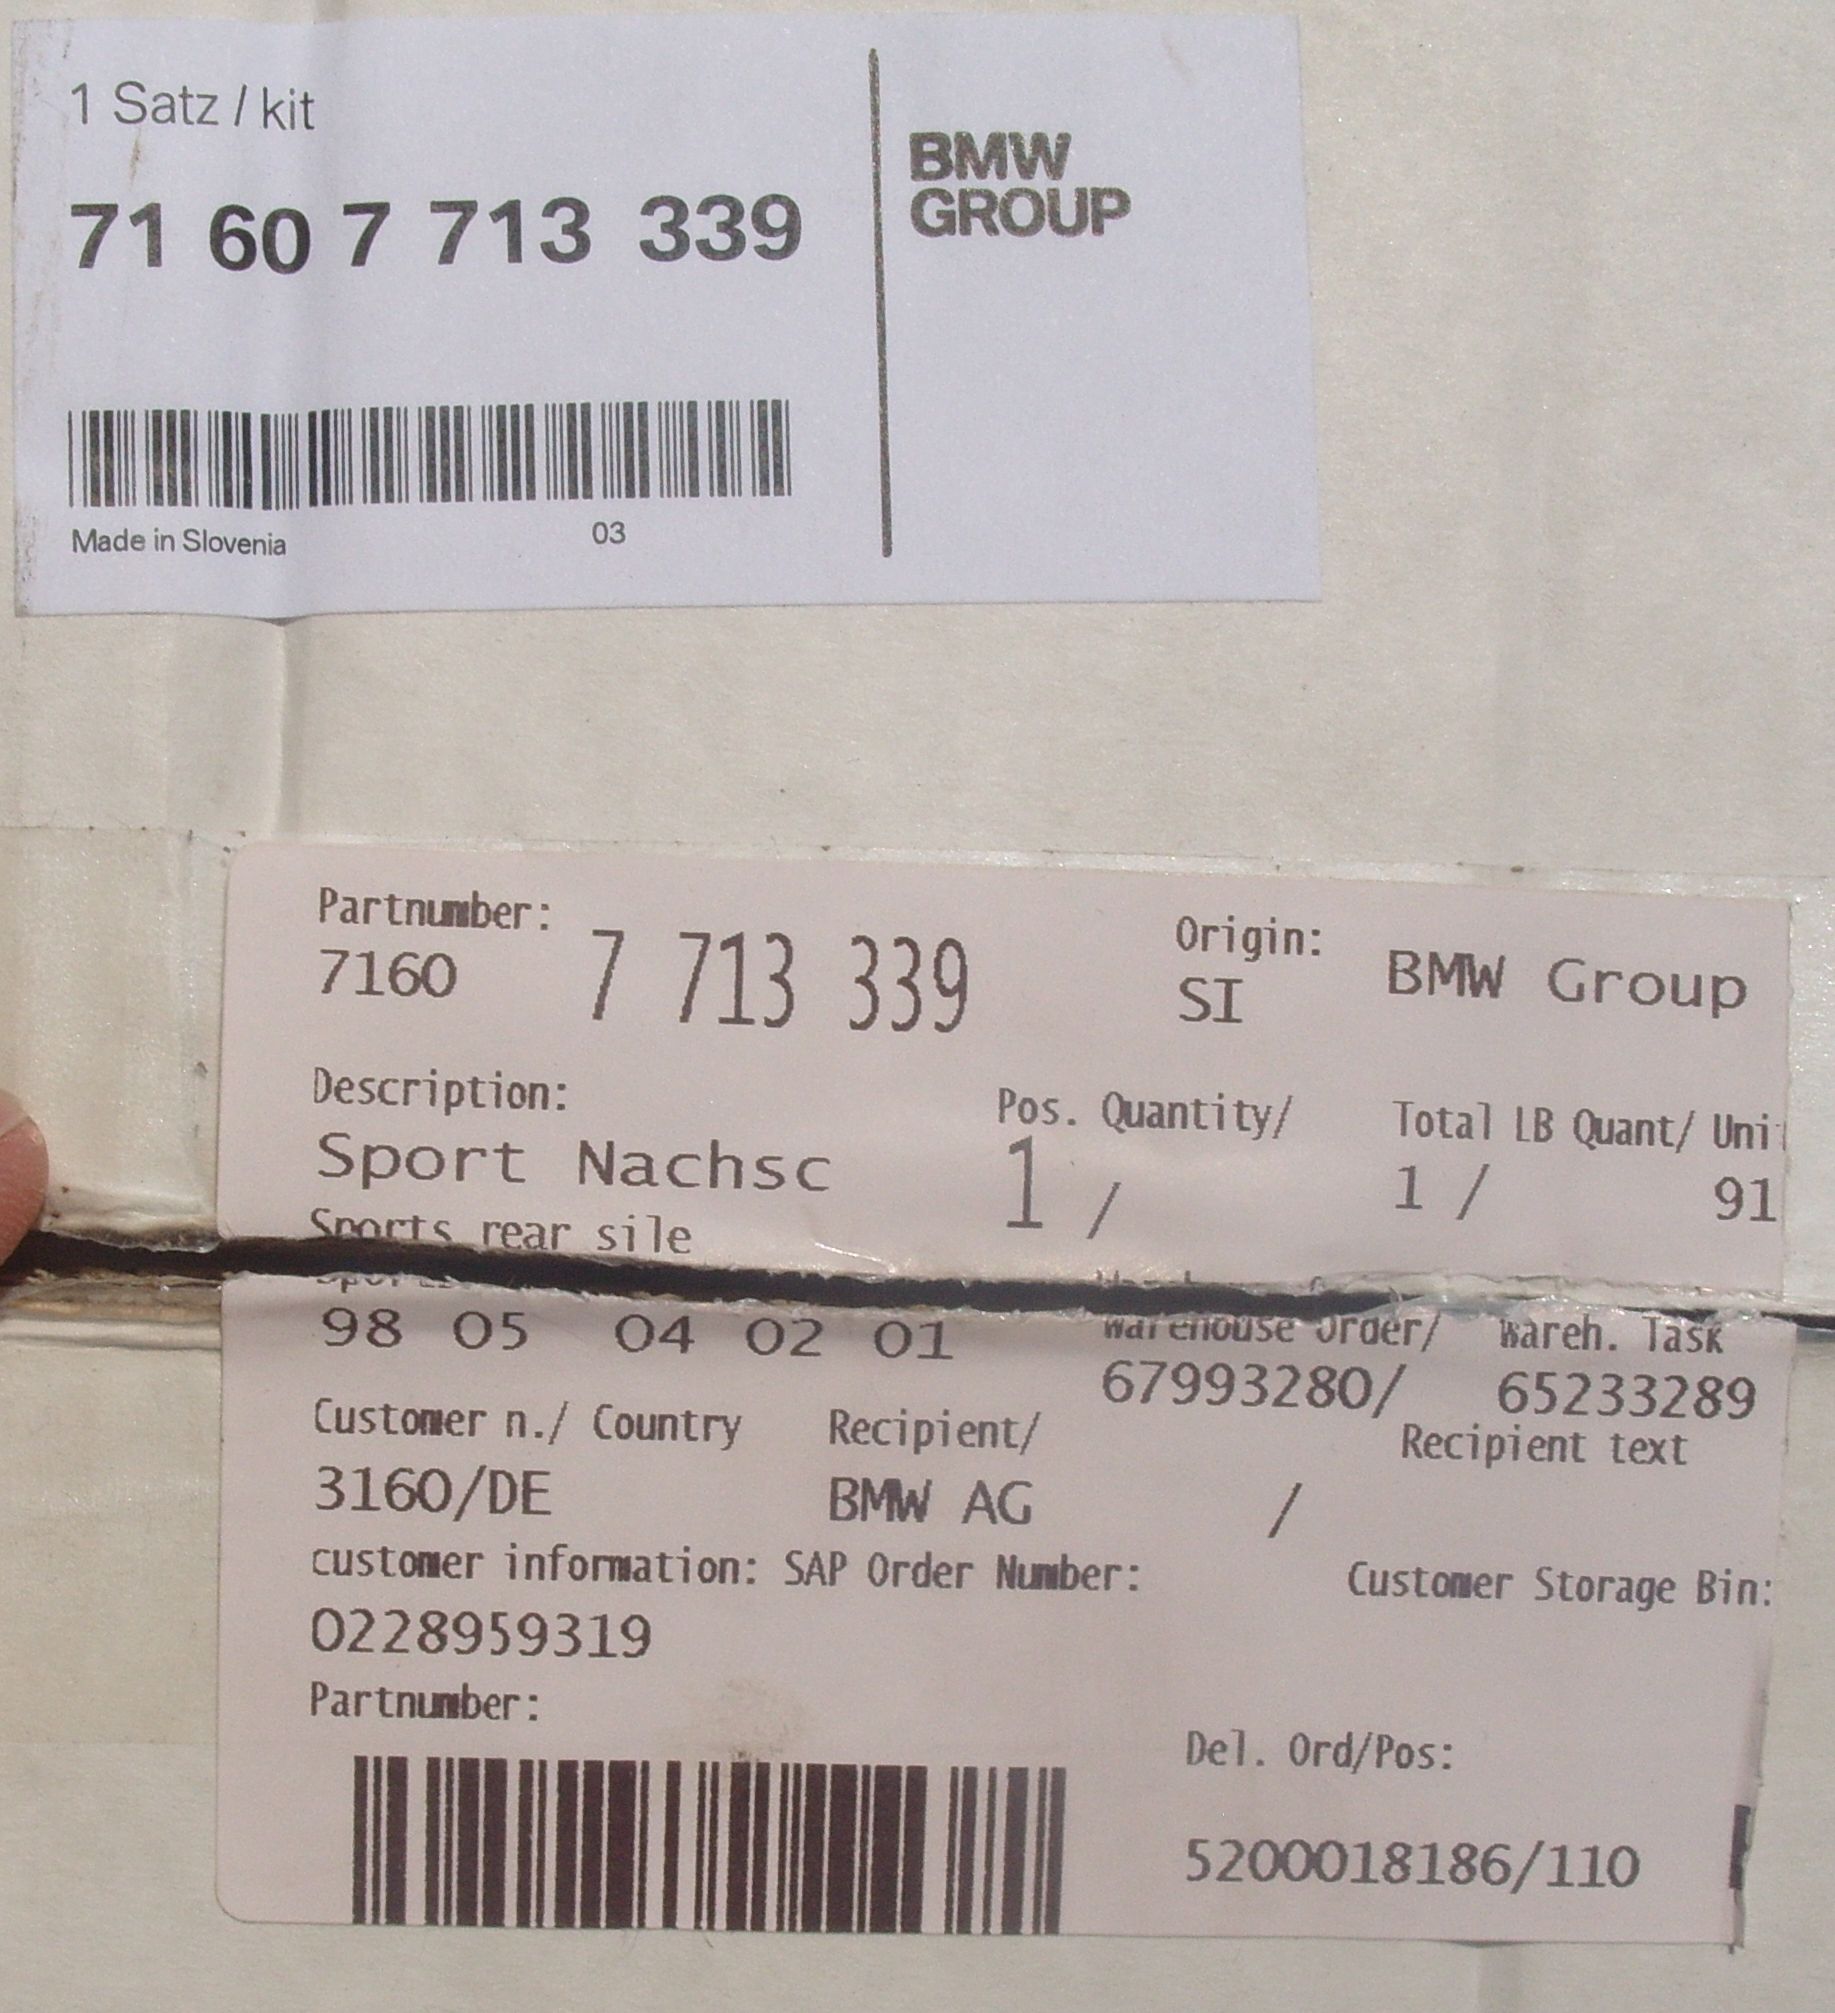 1 Satz / kit
BMW
GROUP
71 60 7 713 339
Made in Slovenia 03
Partnumber: Origin:
7160 7 713 339 SI BMW Group
Description: Pos. Quantity/ Total LB Quant/ Uni
Sport Nachsc 1 / 1 / 91
Sports rear sile
98 05 04 02 01 Warehouse Order/ Wareh. Task
67993280/ 65233289
Customer n./ Country Recipient/ Recipient text
3160/DE BMW AG /
customer information: SAP Order Number: Customer Storage Bin:
0228959319
Partnumber:
Del. Ord/Pos:
5200018186/110